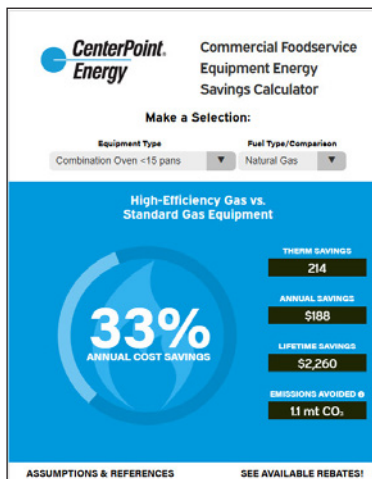 CenterPoint.
Energy
Commercial Foodservice
Equipment Energy
Savings Calculator
Make a Selection:
Equipment Type
Combination Oven <15 pans ▼
Fuel Type/Comparison
Natural Gas ▼
High-Efficiency Gas vs.
Standard Gas Equipment
33%
ANNUAL COST SAVINGS
THERM SAVINGS
214
ANNUAL SAVINGS
$188
LIFETIME SAVINGS
$2,260
EMISSIONS AVOIDED
1.1 mt CO₂
ASSUMPTIONS & REFERENCES
SEE AVAILABLE REBATES!